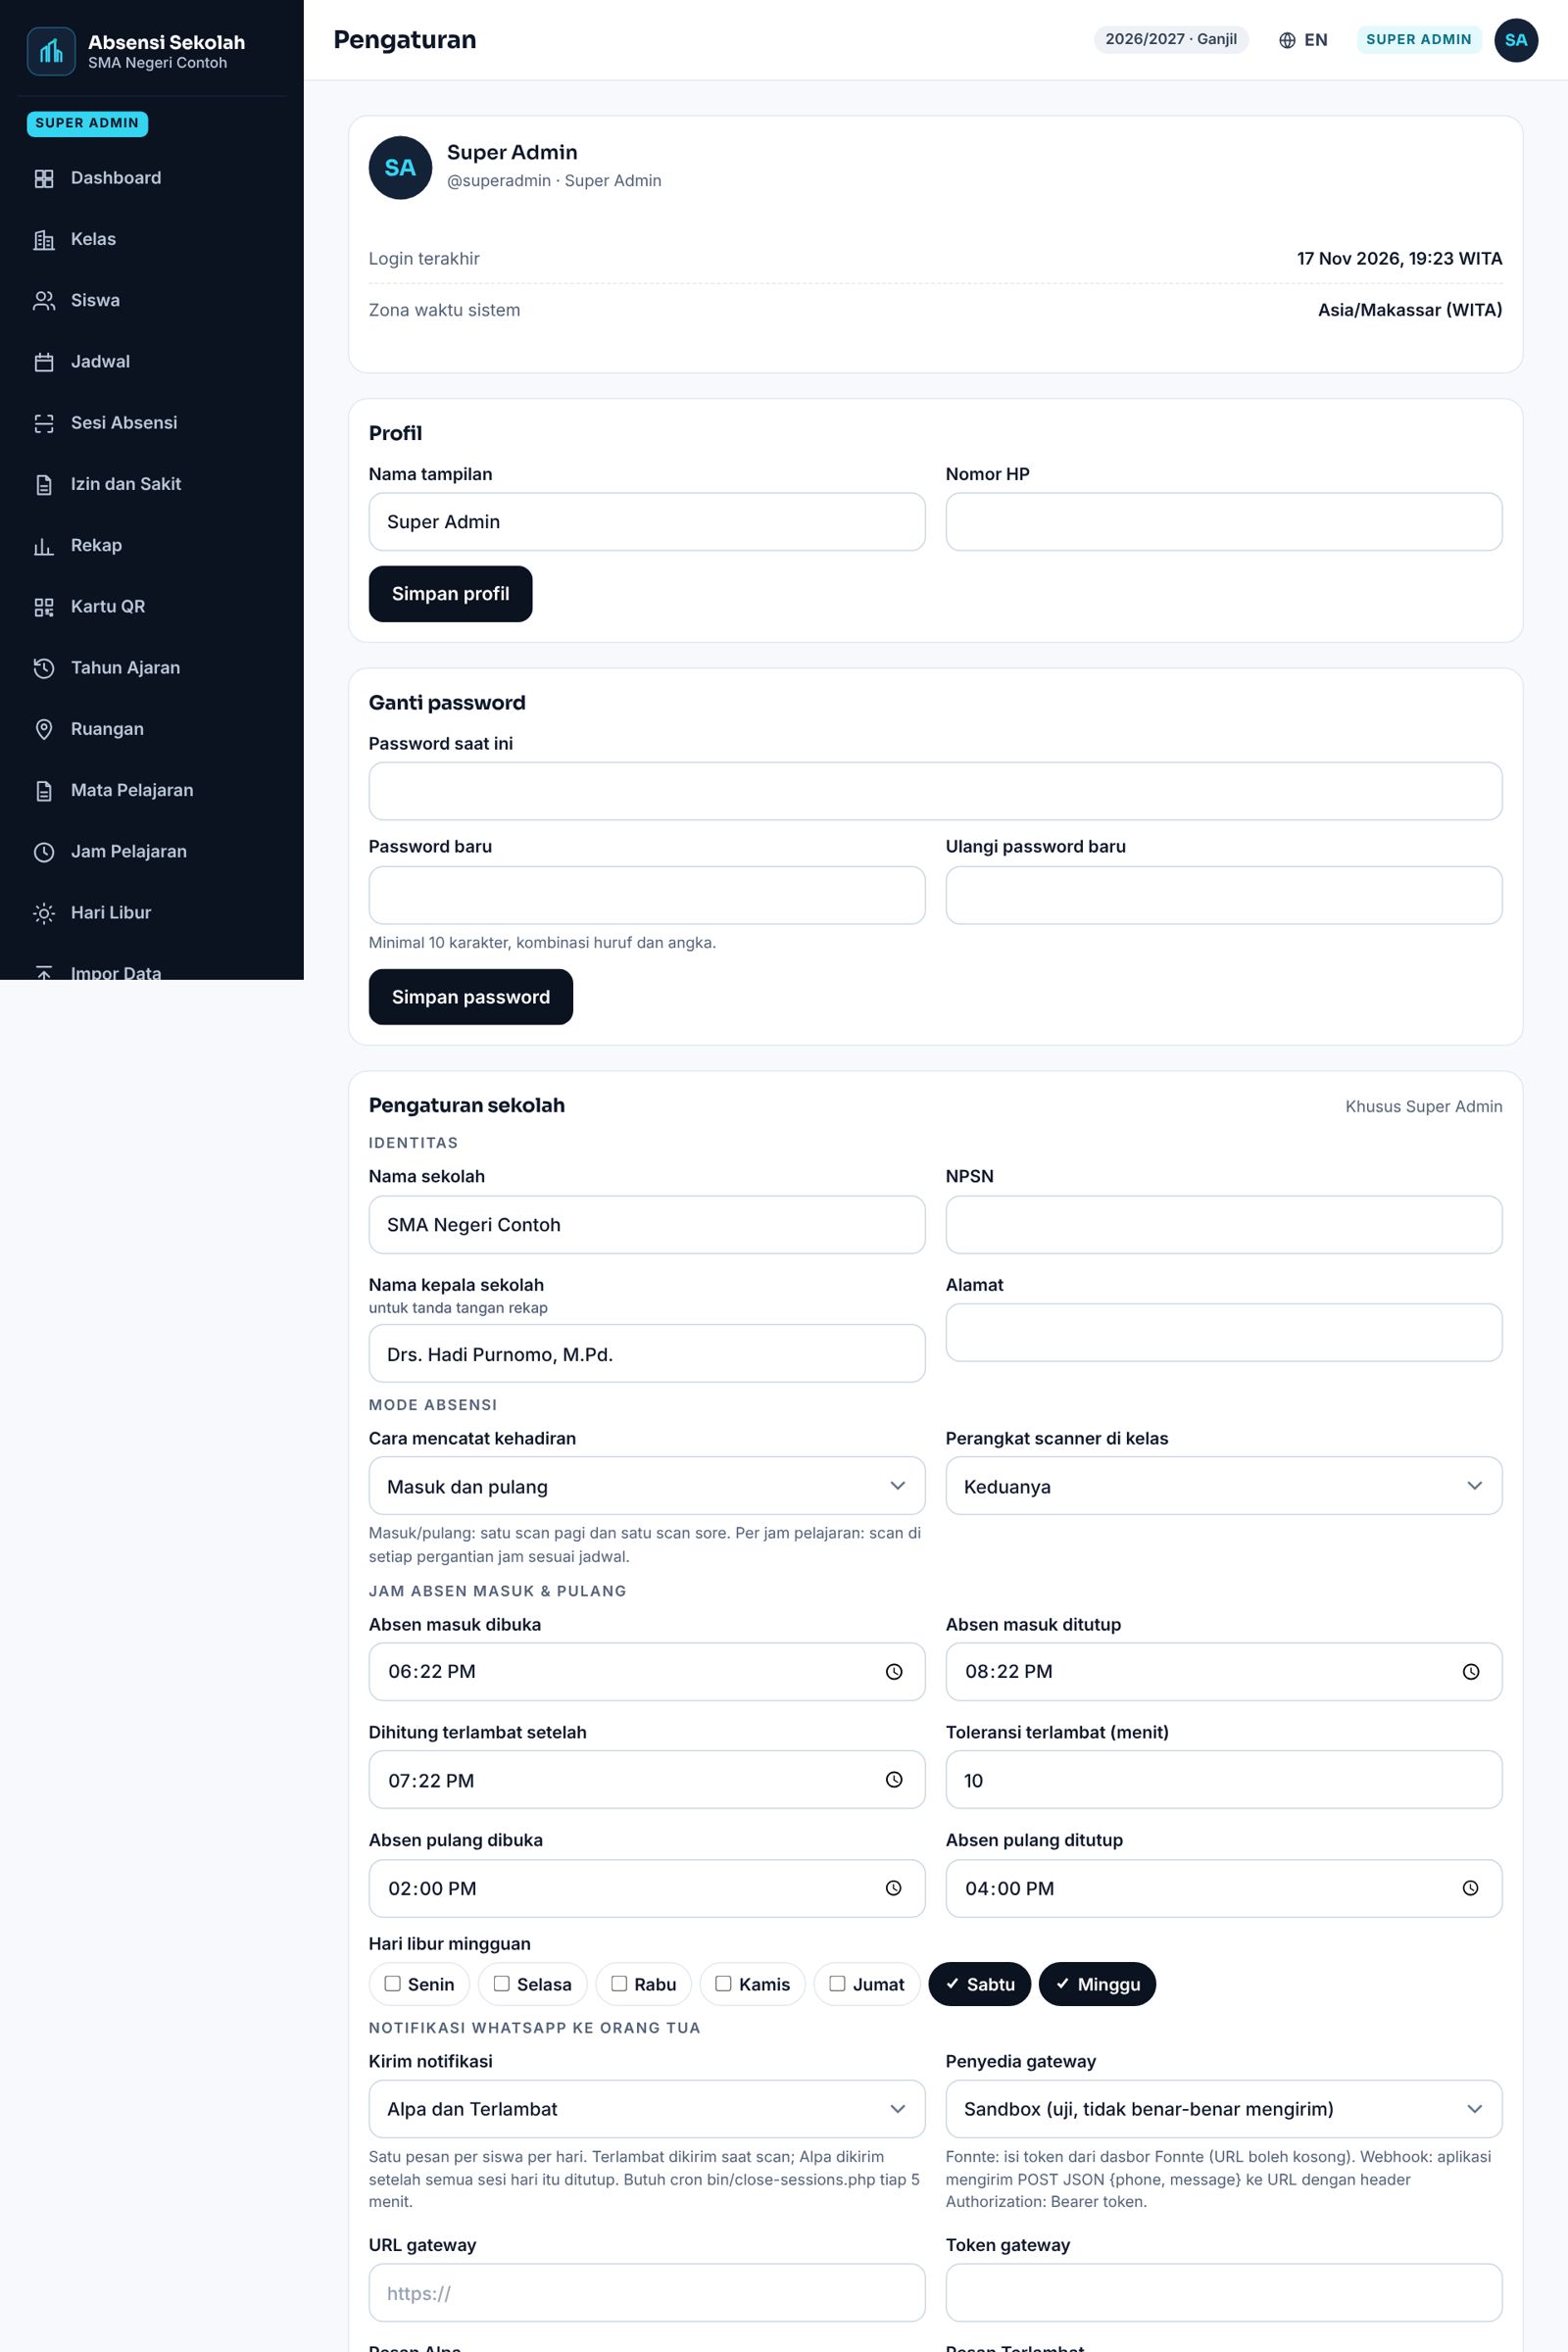 Absensi Sekolah
SMA Negeri Contoh
SUPER ADMIN
Dashboard
Kelas
Siswa
Jadwal
Sesi Absensi
Izin dan Sakit
Rekap
Kartu QR
Tahun Ajaran
Ruangan
Mata Pelajaran
Jam Pelajaran
Hari Libur
Impor Data
Pengaturan
2026/2027 · Ganjil
EN
SUPER ADMIN
SA
SA
Super Admin
@superadmin · Super Admin
Login terakhir
17 Nov 2026, 19:23 WITA
Zona waktu sistem
Asia/Makassar (WITA)
Profil
Nama tampilan
Nomor HP
Super Admin
Simpan profil
Ganti password
Password saat ini
Password baru
Ulangi password baru
Minimal 10 karakter, kombinasi huruf dan angka.
Simpan password
Pengaturan sekolah
Khusus Super Admin
IDENTITAS
Nama sekolah
NPSN
SMA Negeri Contoh
Nama kepala sekolah
untuk tanda tangan rekap
Alamat
Drs. Hadi Purnomo, M.Pd.
MODE ABSENSI
Cara mencatat kehadiran
Perangkat scanner di kelas
Masuk dan pulang
Keduanya
Masuk/pulang: satu scan pagi dan satu scan sore. Per jam pelajaran: scan di
setiap pergantian jam sesuai jadwal.
JAM ABSEN MASUK & PULANG
Absen masuk dibuka
Absen masuk ditutup
06:22 PM
08:22 PM
Dihitung terlambat setelah
Toleransi terlambat (menit)
07:22 PM
10
Absen pulang dibuka
Absen pulang ditutup
02:00 PM
04:00 PM
Hari libur mingguan
Senin
Selasa
Rabu
Kamis
Jumat
Sabtu
Minggu
NOTIFIKASI WHATSAPP KE ORANG TUA
Kirim notifikasi
Penyedia gateway
Alpa dan Terlambat
Sandbox (uji, tidak benar-benar mengirim)
Satu pesan per siswa per hari. Terlambat dikirim saat scan; Alpa dikirim
setelah semua sesi hari itu ditutup. Butuh cron bin/close-sessions.php tiap 5
menit.
Fonnte: isi token dari dasbor Fonnte (URL boleh kosong). Webhook: aplikasi
mengirim POST JSON {phone, message} ke URL dengan header
Authorization: Bearer token.
URL gateway
Token gateway
https://
Pesan Alpa
Pesan Terlambat